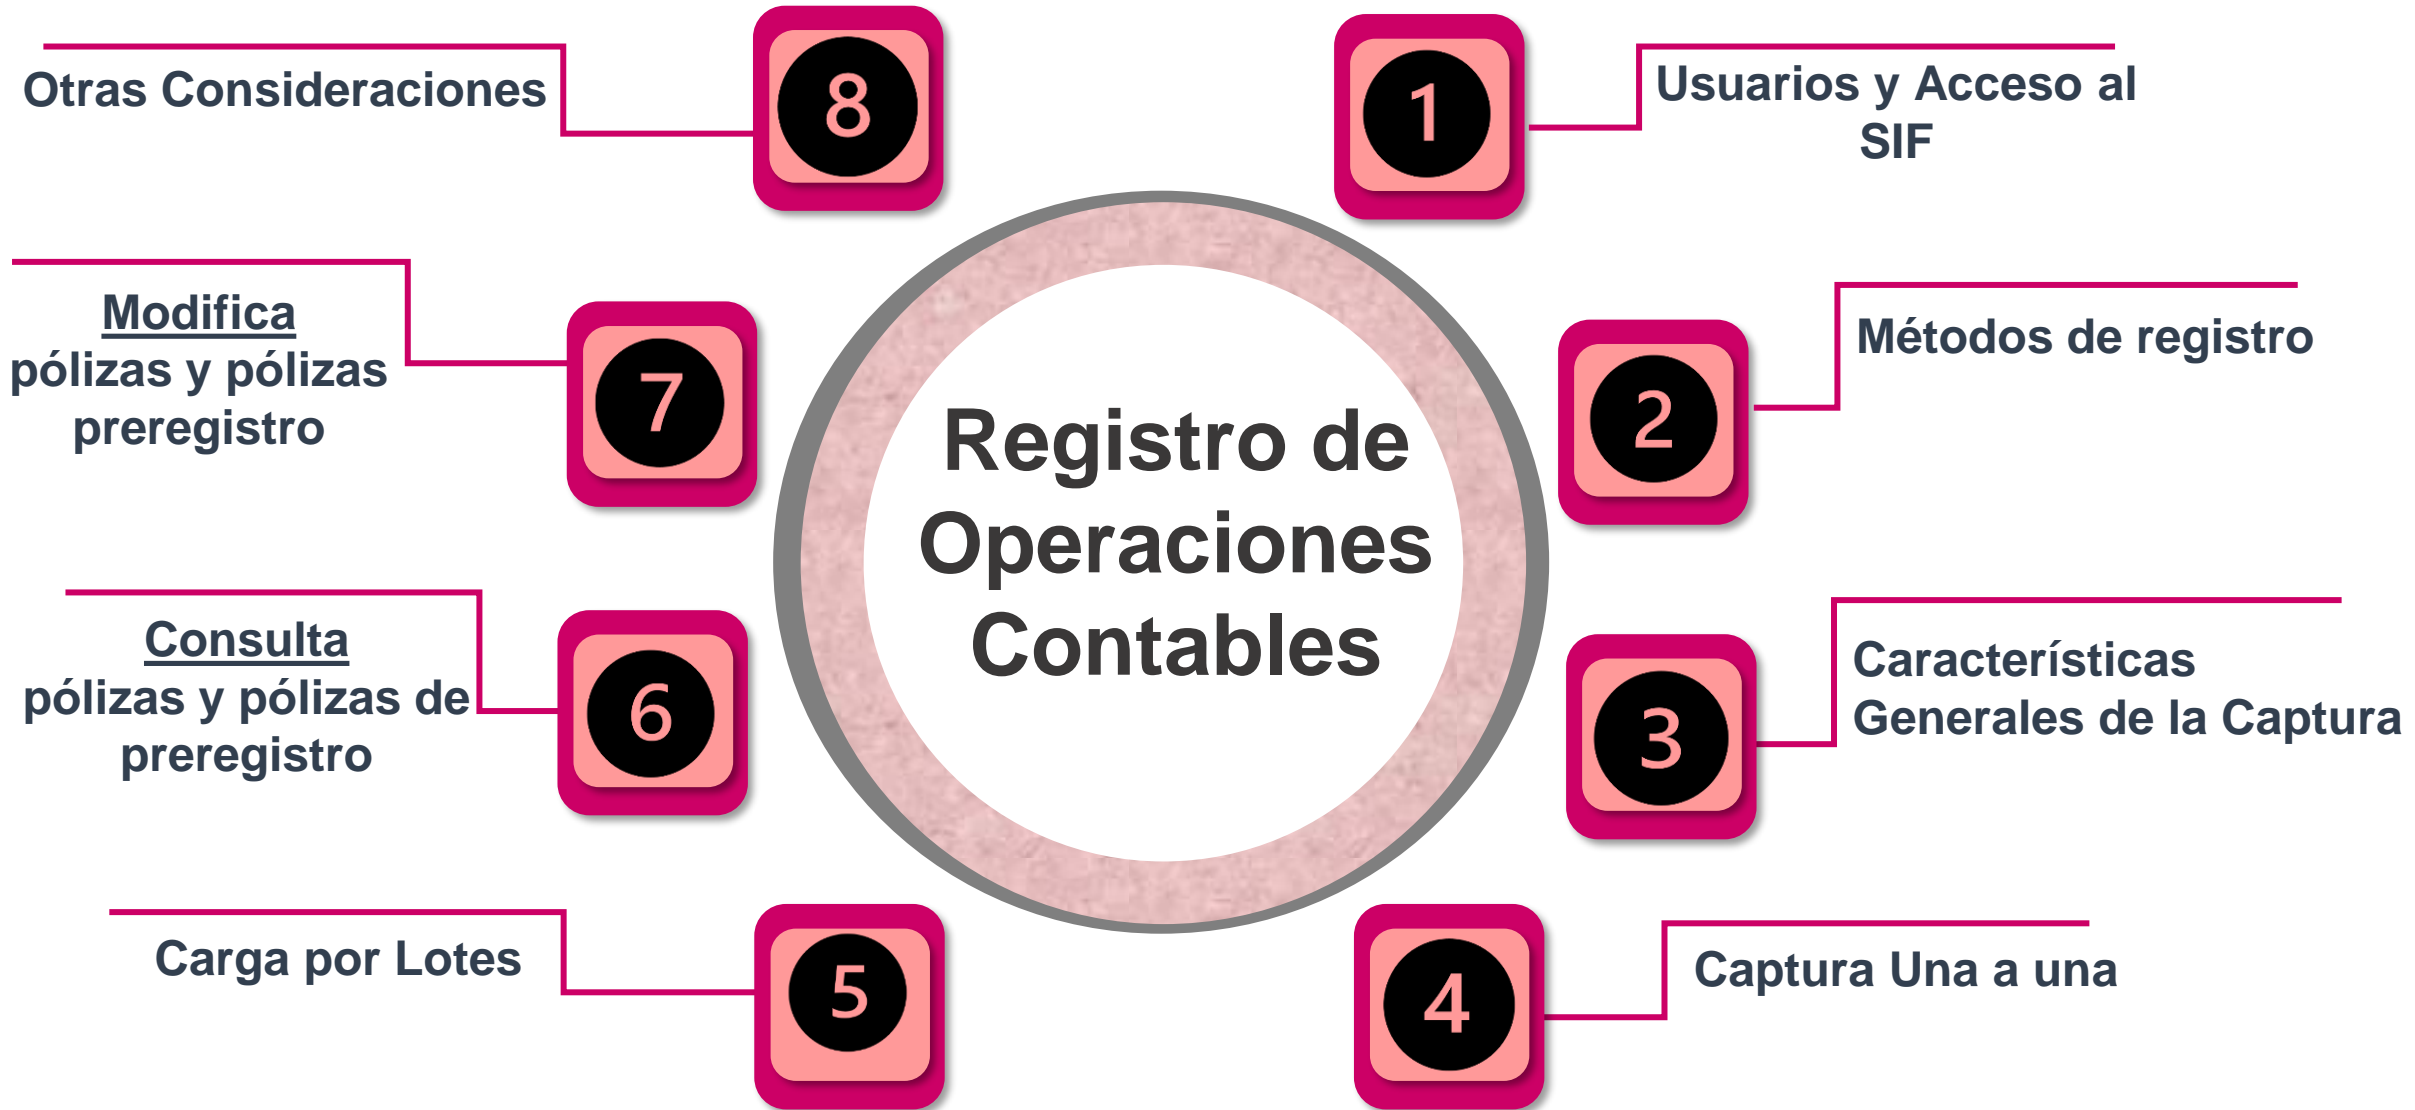 Registro de
Operaciones
Contables
1
Usuarios y Acceso al
SIF
2
Métodos de registro
3
Características
Generales de la Captura
4
Captura Una a una
5
Carga por Lotes
6
Consulta
pólizas y pólizas de
preregistro
7
Modifica
pólizas y pólizas
preregistro
8
Otras Consideraciones